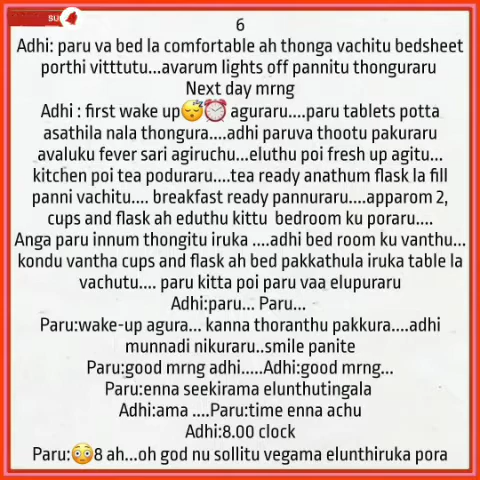 SU
6
Adhi: paru va bed la comfortable ah thonga vachitu bedsheet
porthi vitttutu...avarum lights off pannitu thonguraru
Next day mrng
Adhi : first wake up😴⏰ aguraru....paru tablets potta
asathila nala thongura....adhi paruva thootu pakuraru
avaluku fever sari agiruchu...eluthu poi fresh up agitu...
kitchen poi tea poduraru....tea ready anathum flask la fill
panni vachitu.... breakfast ready pannuraru....apparom 2,
cups and flask ah eduthu kittu bedroom ku poraru....
Anga paru innum thongitu iruka ....adhi bed room ku vanthu...
kondu vantha cups and flask ah bed pakkathula iruka table la
vachutu.... paru kitta poi paru vaa elupuraru
Adhi:paru... Paru...
Paru:wake-up agura... kanna thoranthu pakkura....adhi
munnadi nikuraru..smile panite
Paru:good mrng adhi.....Adhi:good mrng...
Paru:enna seekirama elunthutingala
Adhi:ama ....Paru:time enna achu
Adhi:8.00 clock
Paru:😳8 ah...oh god nu sollitu vegama elunthiruka pora